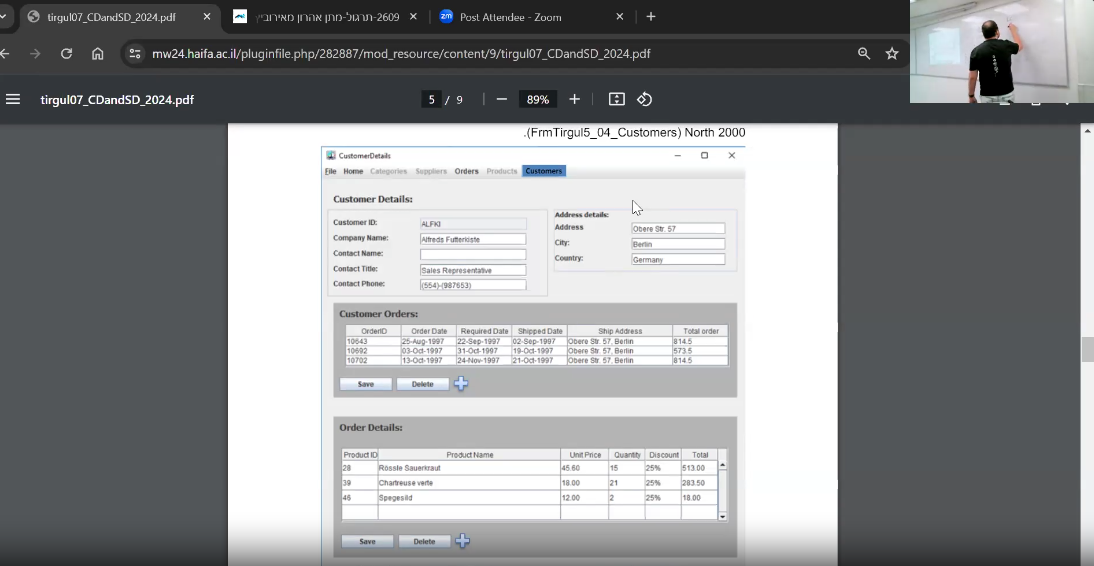 tirgul07_CDandSD_2024.pdf
2609-תרגול-מתן אהרון מאירוביץ
zm Post Attendee - Zoom
mw24.haifa.ac.il/pluginfile.php/282887/mod_resource/content/9/tirgul07_CDandSD_2024.pdf
tirgul07_CDandSD_2024.pdf
5 / 9
89%
.(FrmTirgul5_04_Customers) North 2000
CustomerDetails
File Home Categories Suppliers Orders Products Customers
Customer Details:
Customer ID: ALFKI
Company Name: Alfreds Futterkiste
Contact Name:
Contact Title: Sales Representative
Contact Phone: (554)-(987653)
Address details:
Address Obere Str. 57
City: Berlin
Country: Germany
Customer Orders:
OrderID Order Date Required Date Shipped Date Ship Address Total order
10643 25-Aug-1997 22-Sep-1997 02-Sep-1997 Obere Str. 57, Berlin 814.5
10692 03-Oct-1997 31-Oct-1997 19-Oct-1997 Obere Str. 57, Berlin 573.5
10702 13-Oct-1997 24-Nov-1997 21-Oct-1997 Obere Str. 57, Berlin 814.5
Save Delete
Order Details:
Product ID Product Name Unit Price Quantity Discount Total
28 Rössle Sauerkraut 45.60 15 25% 513.00
39 Chartreuse verte 18.00 21 25% 283.50
46 Spegesild 12.00 2 25% 18.00
Save Delete